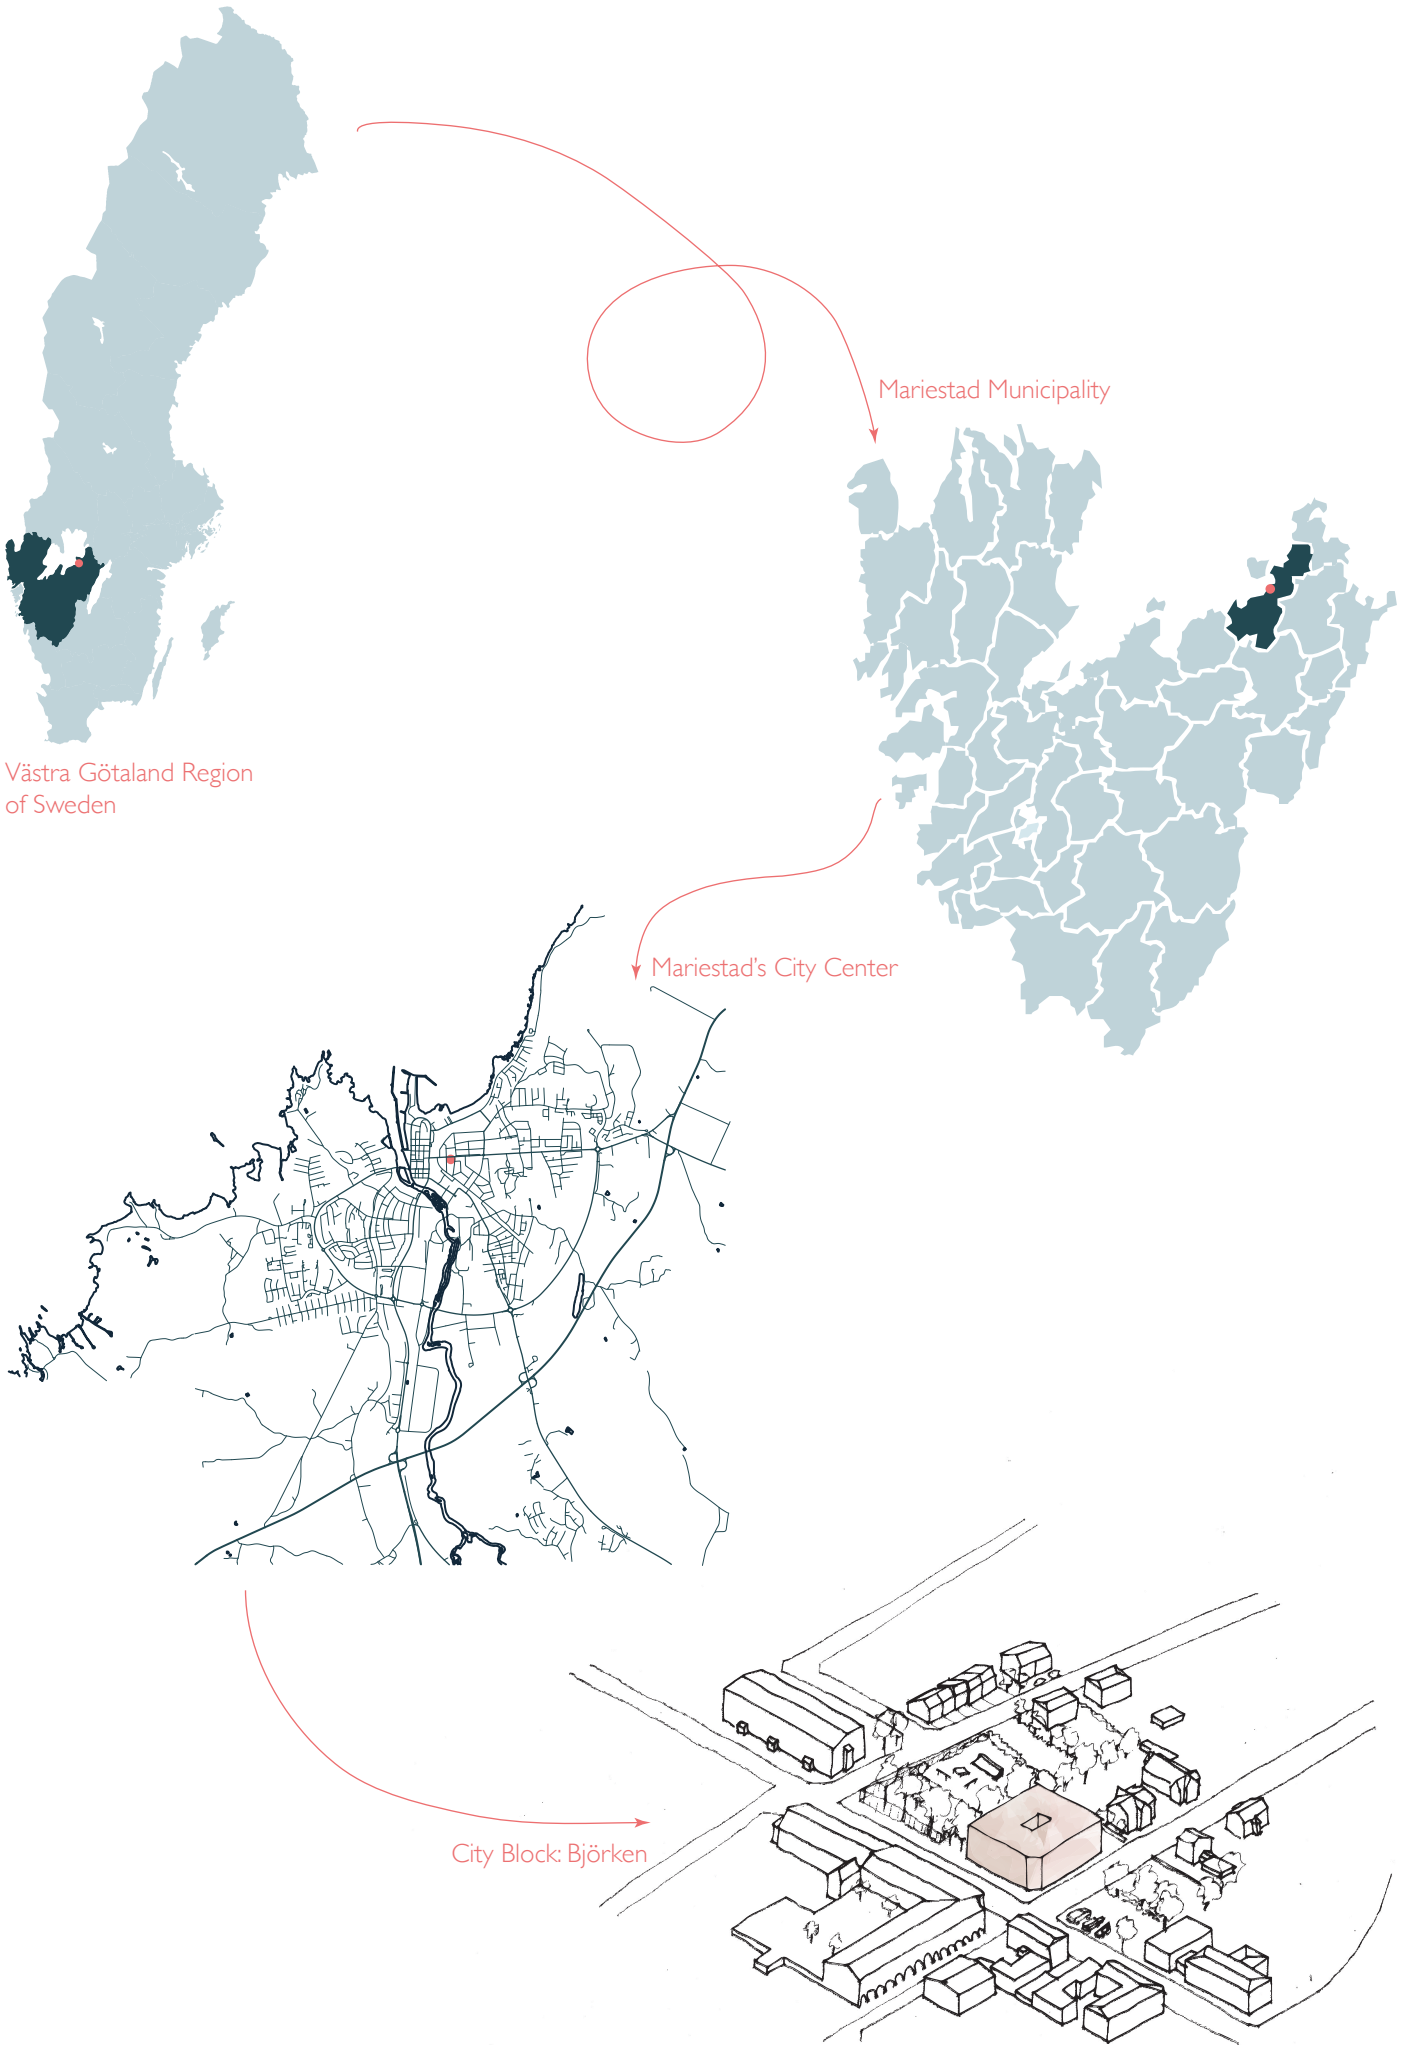 Mariestad Municipality
Västra Götaland Region
of Sweden
Mariestad’s City Center
City Block: Björken